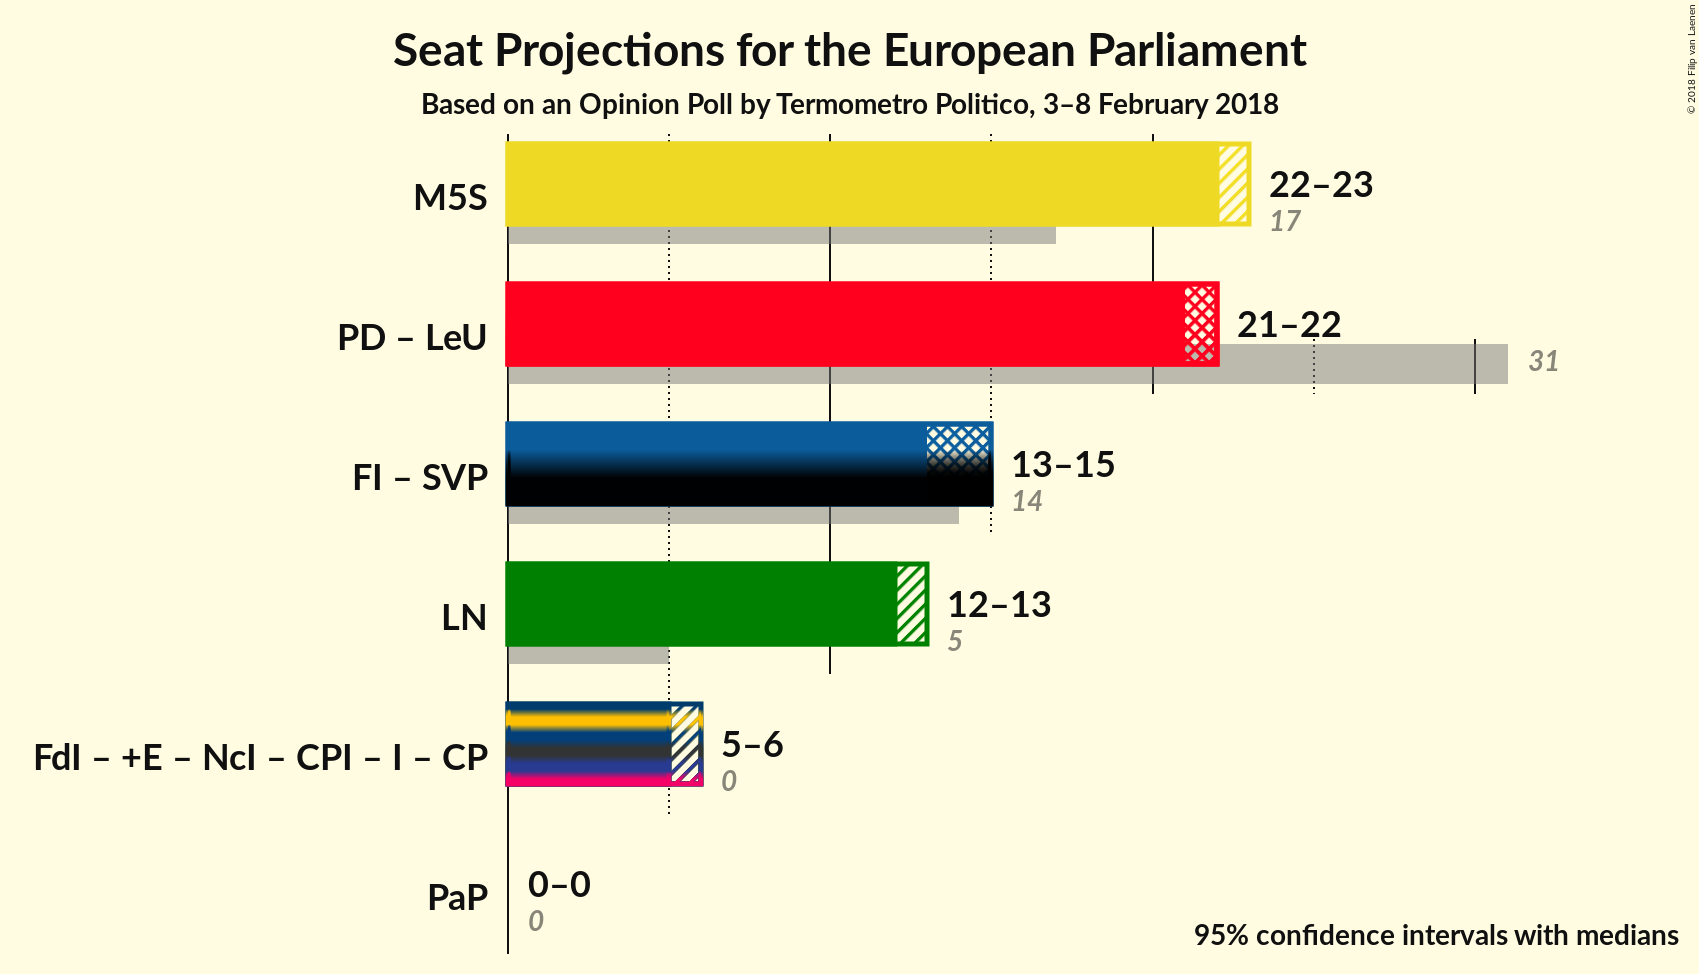 Seat Projections for the European Parliament
Based on an Opinion Poll by Termometro Politico, 3–8 February 2018
© 2018 Filip van Laenen
M5S
22–23
17
PD – LeU
21–22
31
FI – SVP
13–15
14
LN
12–13
5
FdI – +E – NcI – CPI – I – CP
5–6
0
PaP
0–0
0
95% confidence intervals with medians